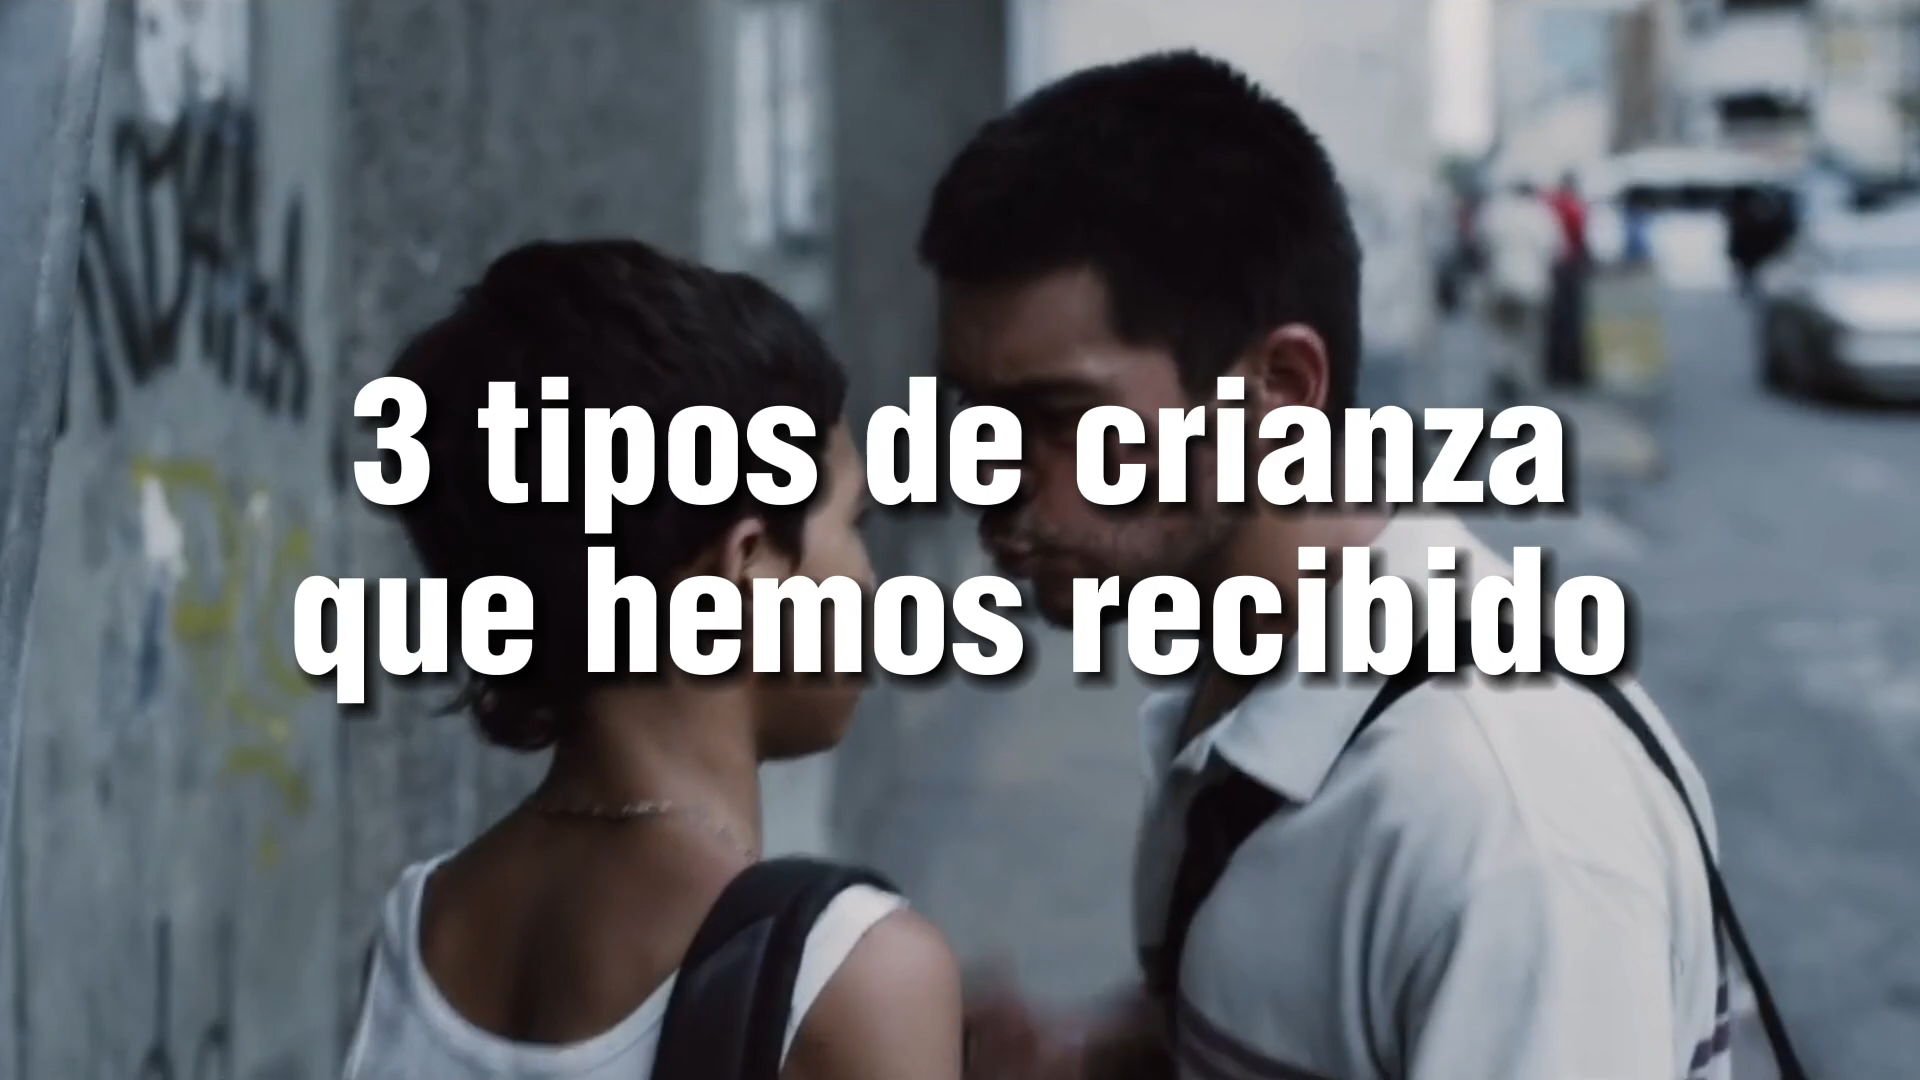 3 tipos de crianza
que hemos recibido